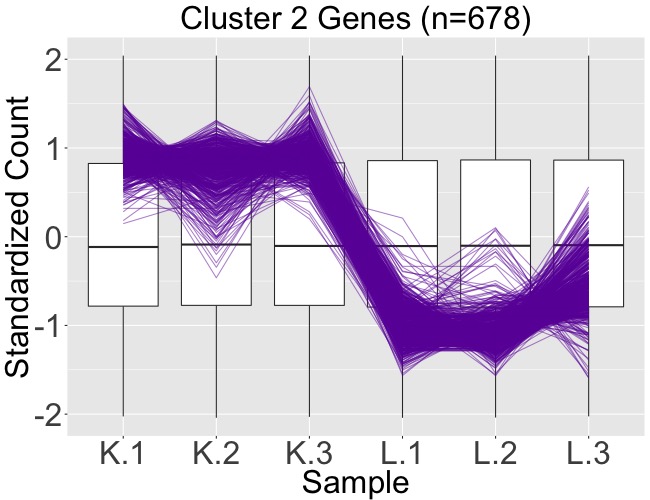 Cluster 2 Genes (n=678)
Standardized Count
2
1
0
-1
-2
K.1 K.2 K.3 L.1 L.2 L.3
Sample